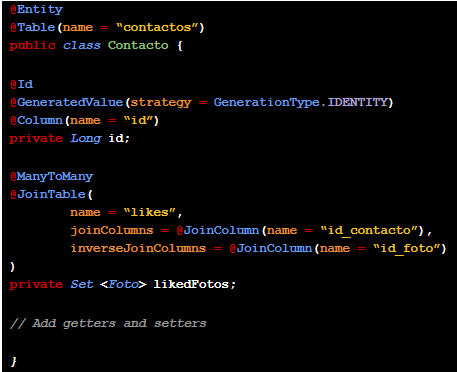 @Entity
@Table(name = “contactos”)
public class Contacto {
@Id
@GeneratedValue(strategy = GenerationType.IDENTITY)
@Column(name = “id”)
private Long id;
@ManyToMany
@JoinTable(
name = “likes”,
joinColumns = @JoinColumn(name = “id_contacto”),
inverseJoinColumns = @JoinColumn(name = “id_foto”)
)
private Set <Foto> likedFotos;
// Add getters and setters
}